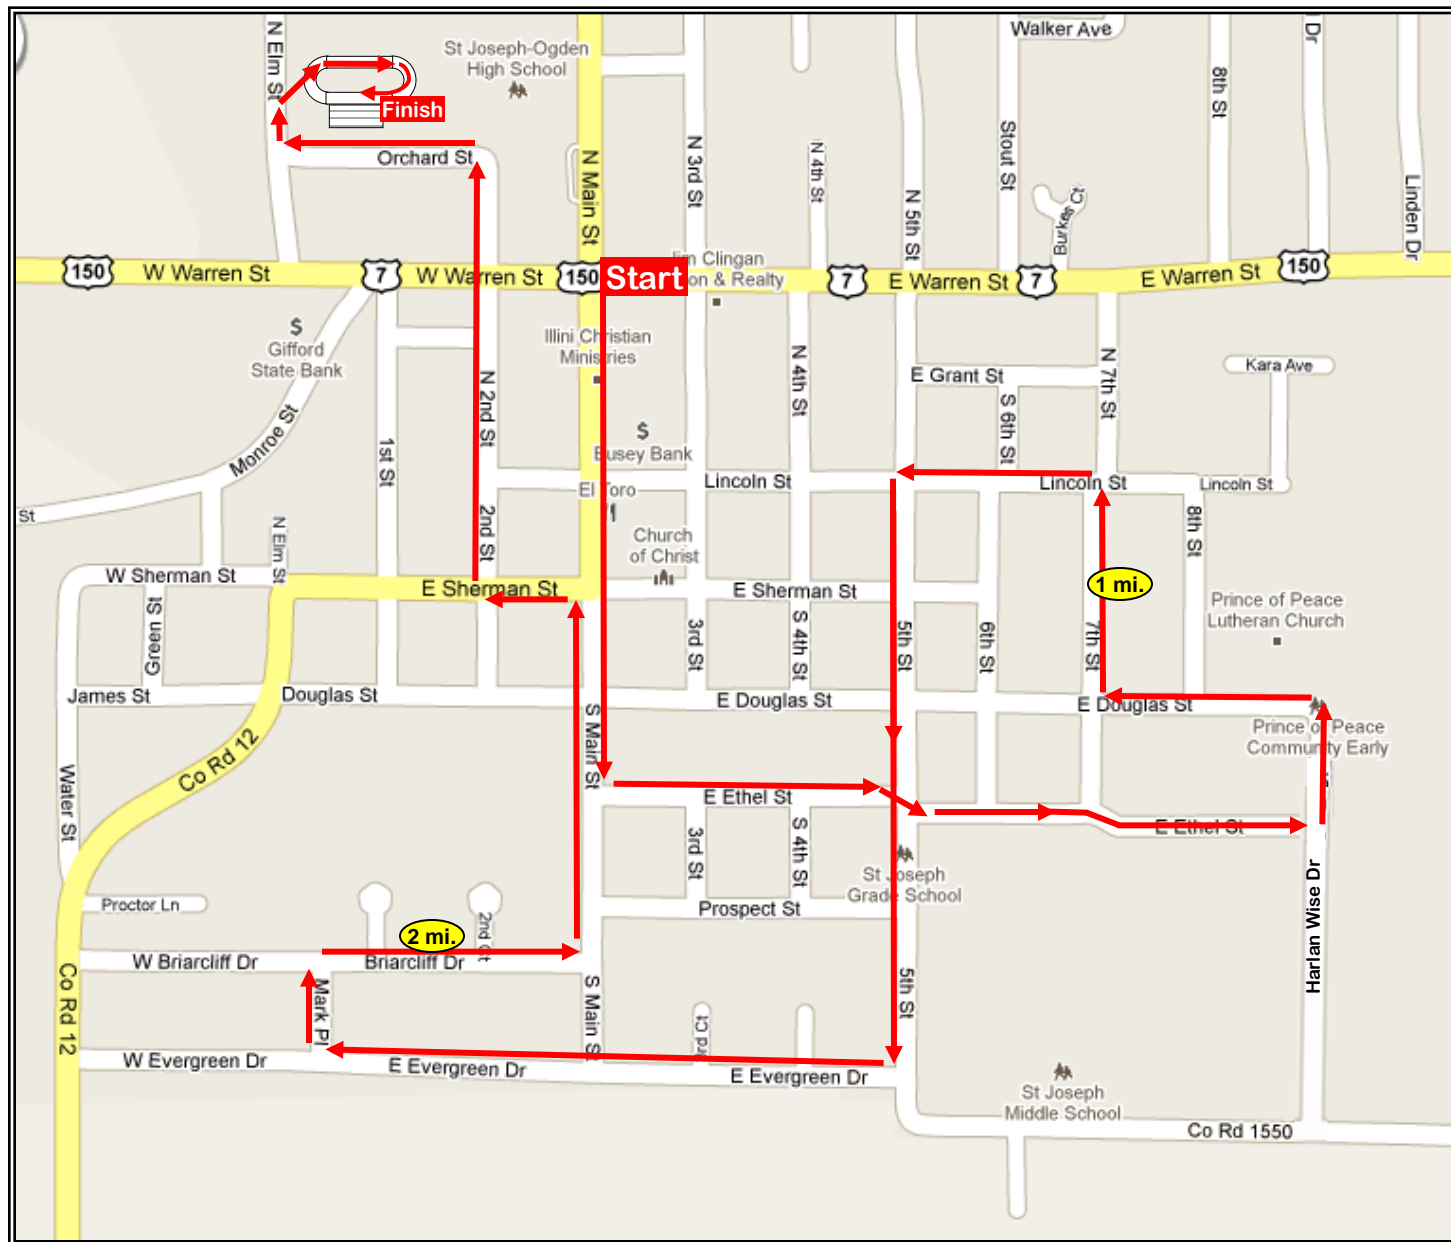 N Elm St
St Joseph-Ogden
High School
Finish
Orchard St
N Main St
N 3rd St
N 4th St
N 5th St
Stout St
Walker Ave
8th St
Dr
Burkes Ct
Linden Dr
150
W Warren St
7
W Warren St
150
Start
Jim Clingan
on & Realty
7
E Warren St
7
E Warren St
150
$
Gifford
State Bank
Illini Christian
Ministries
N 2nd St
N 4th St
E Grant St
S 6th St
N 7th St
Kara Ave
Monroe St
1st St
$
Busey Bank
El Toro
Lincoln St
Lincoln St
Lincoln St
St
N Elm St
2nd St
Church
of Christ
8th St
W Sherman St
E Sherman St
E Sherman St
1 mi.
Prince of Peace
Lutheran Church
Green St
3rd St
S 4th St
5th St
6th St
7th St
James St
Douglas St
E Douglas St
E Douglas St
Prince of Peace
Community Early
Co Rd 12
S Main St
Water St
E Ethel St
E Ethel St
3rd St
S 4th St
St Joseph
Grade School
Proctor Ln
2nd Ct
Prospect St
2 mi.
Harlan Wise Dr
W Briarcliff Dr
Briarcliff Dr
Co Rd 12
Mark Pl
S Main St
5th St
rd Ct
W Evergreen Dr
E Evergreen Dr
E Evergreen Dr
St Joseph
Middle School
Co Rd 1550